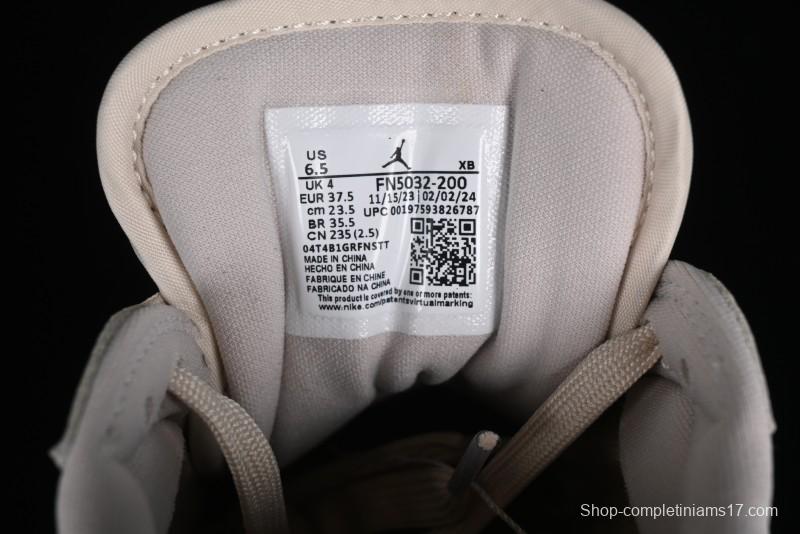 US
6.5 XB
UK 4 FN5032-200
EUR 37.5 11/15/23 02/02/24
cm 23.5 UPC 00197593826787
BR 35.5
CN 235 (2.5)
04T4B1GRFNSTT
MADE IN CHINA
HECHO EN CHINA
FABRIQUE EN CHINE
FABRICADO NA CHINA
This product is covered by one or more patents:
www.nike.com/patentsvirtualmarking
Shop-completiniams17.com